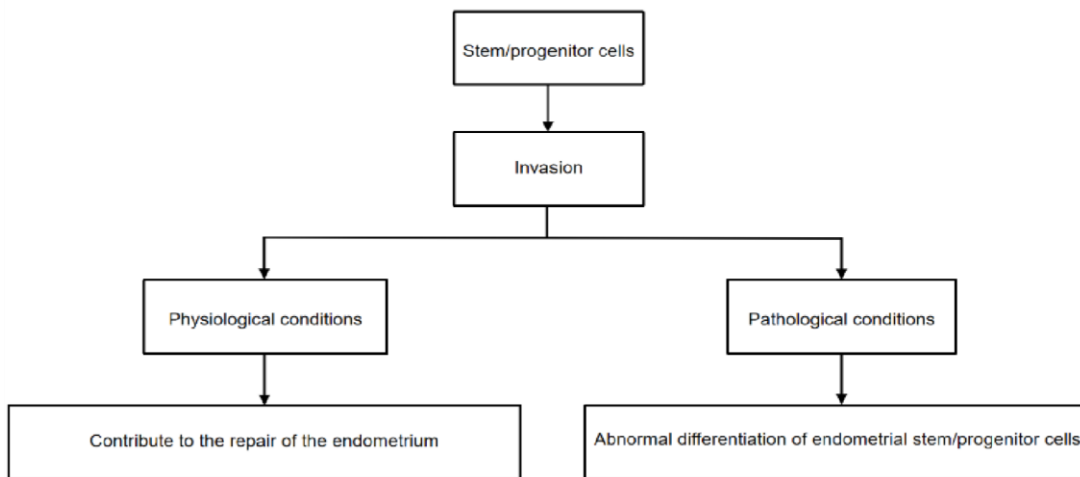 Stem/progenitor cells
Invasion
Physiological conditions
Pathological conditions
Contribute to the repair of the endometrium
Abnormal differentiation of endometrial stem/progenitor cells